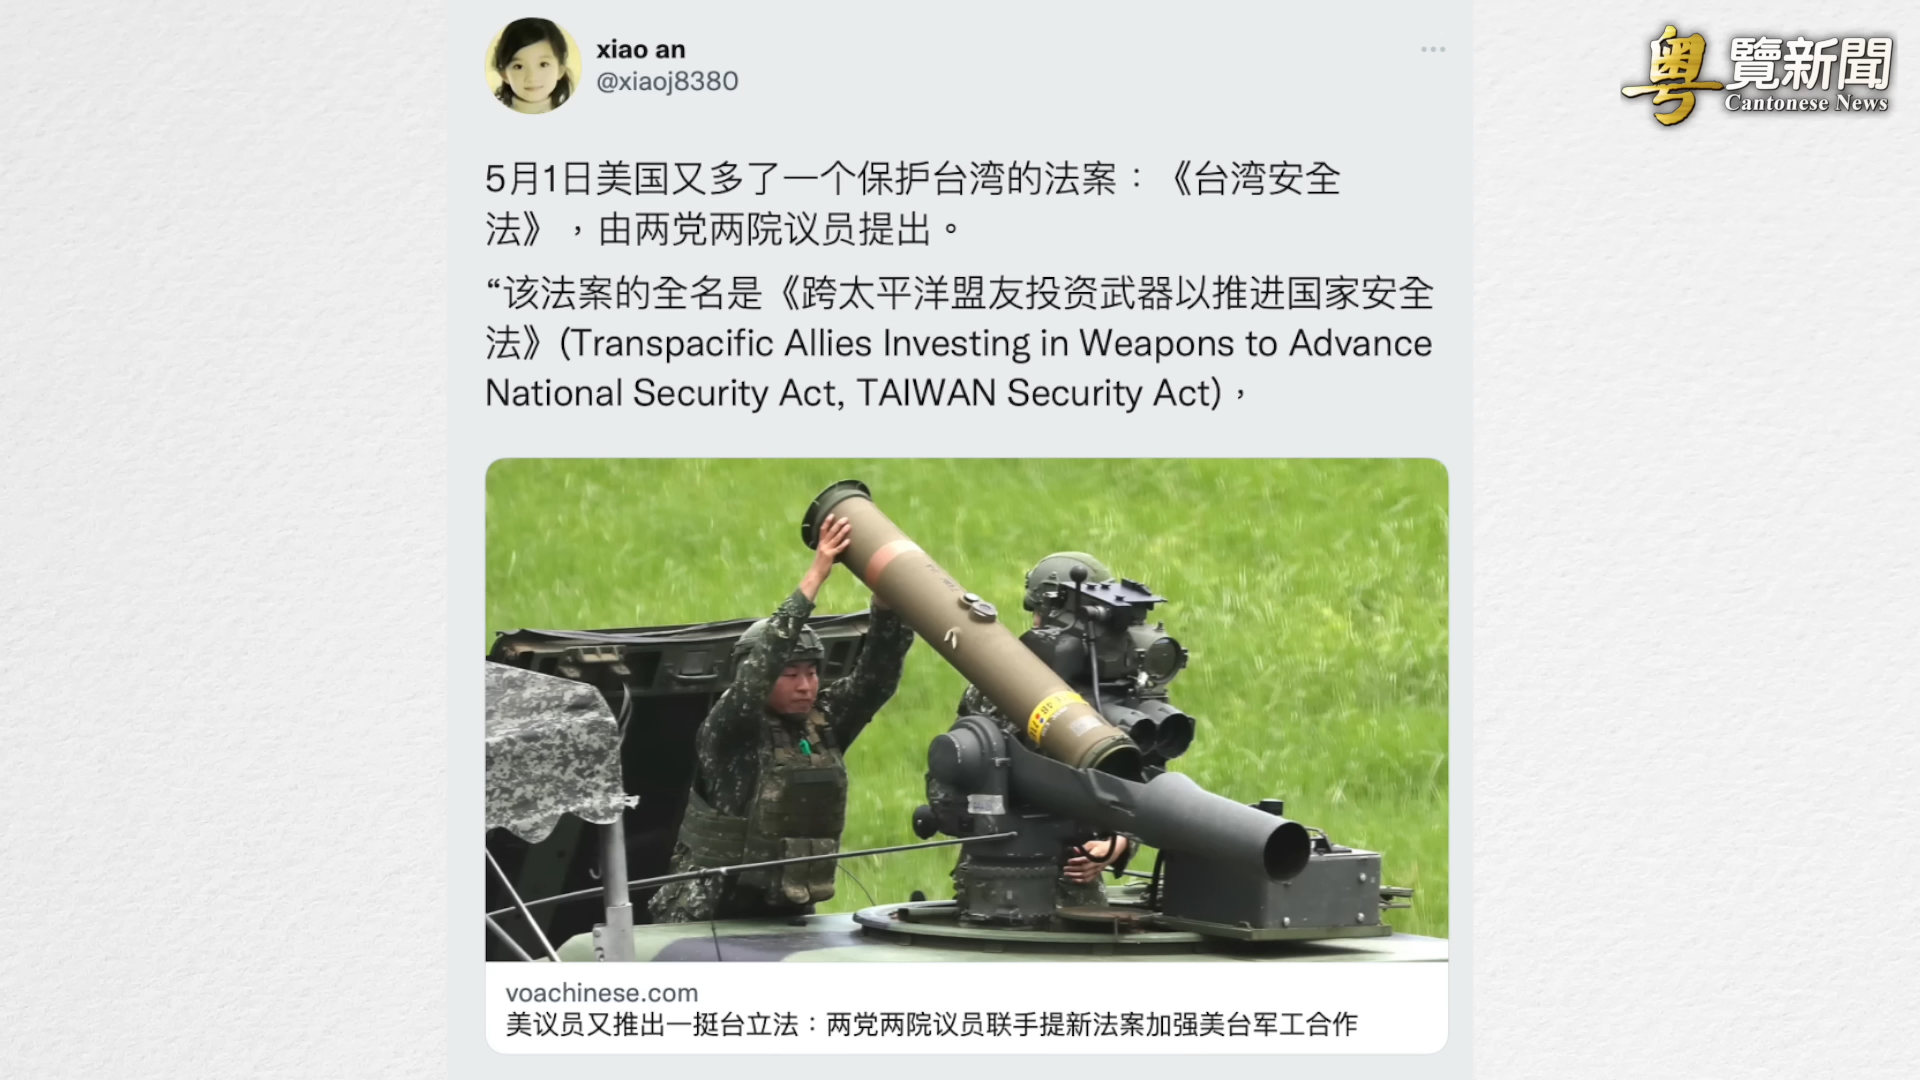 xiao an
@xiaoj8380
粤覽新聞
Cantonese News
5月1日美国又多了一个保护台湾的法案：《台湾安全
法》，由两党两院议员提出。
“该法案的全名是《跨太平洋盟友投资武器以推进国家安全
法》(Transpacific Allies Investing in Weapons to Advance
National Security Act, TAIWAN Security Act)，
voachinese.com
美议员又推出一挺台立法：两党两院议员联手提新法案加强美台军工合作